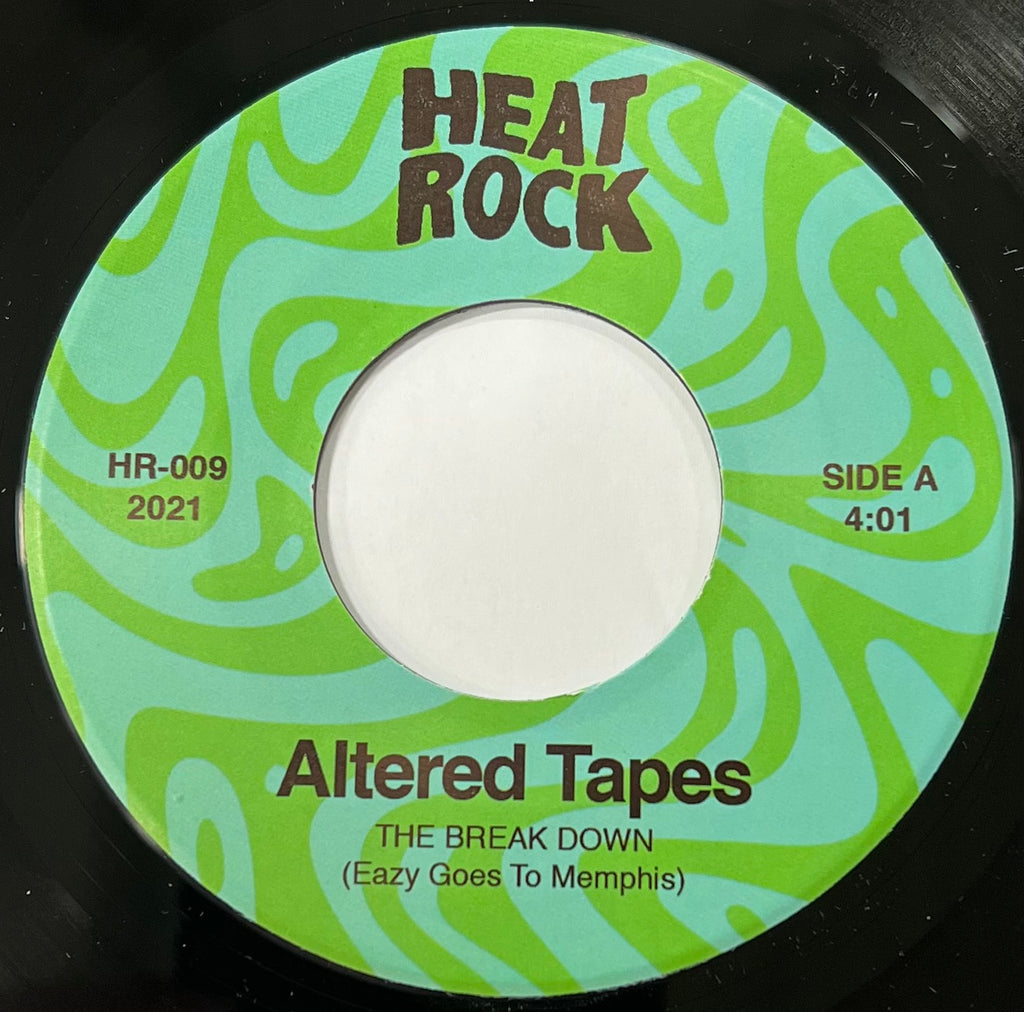 HEAT
ROCK
HR-009
2021
SIDE A
4:01
Altered Tapes
THE BREAK DOWN
(Eazy Goes To Memphis)